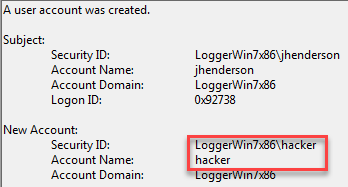 A user account was created.
Subject:
Security ID: LoggerWin7x86\jhenderson
Account Name: jhenderson
Account Domain: LoggerWin7x86
Logon ID: 0x92738
New Account:
Security ID: LoggerWin7x86\hacker
Account Name: hacker
Account Domain: LoggerWin7x86